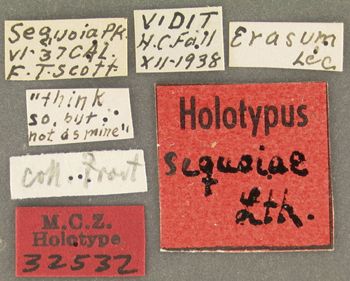 Sequoia Pk.
VI-37 CAL.
F.T. Scott
VIDIT
H.C. Fall
XII-1938
Erasum
Lec
"think
so, but..
not as mine"
coll. Frost
M.C.Z.
Holotype
32532
Holotypus
sequoiae
Lth.